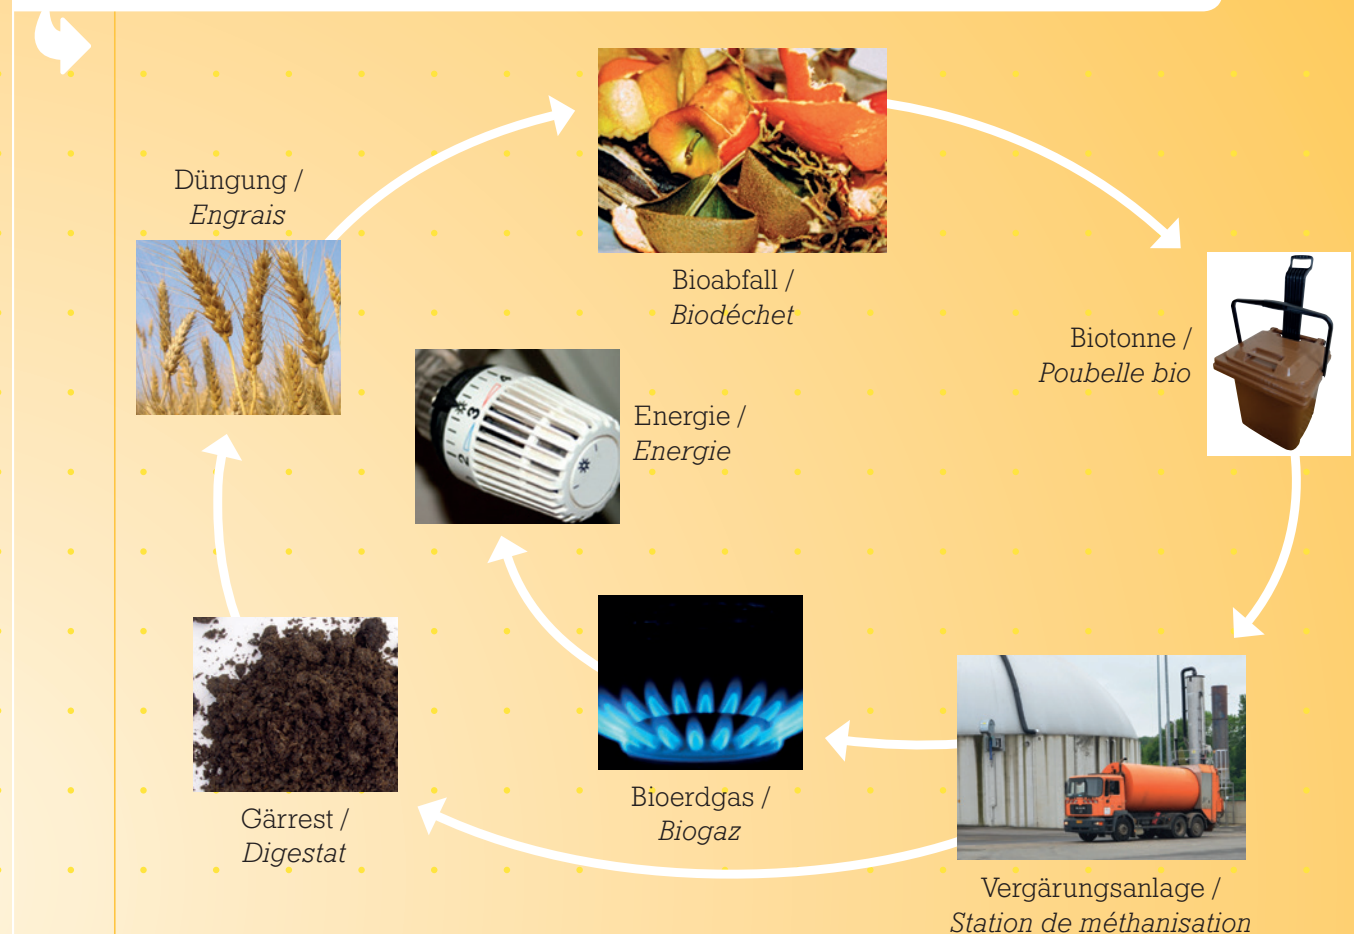 Düngung /
Engrais
Bioabfall /
Biodéchet
Biotonne /
Poubelle bio
Energie /
Energie
Bioerdgas /
Biogaz
Gärrest /
Digestat
Vergärungsanlage /
Station de méthanisation